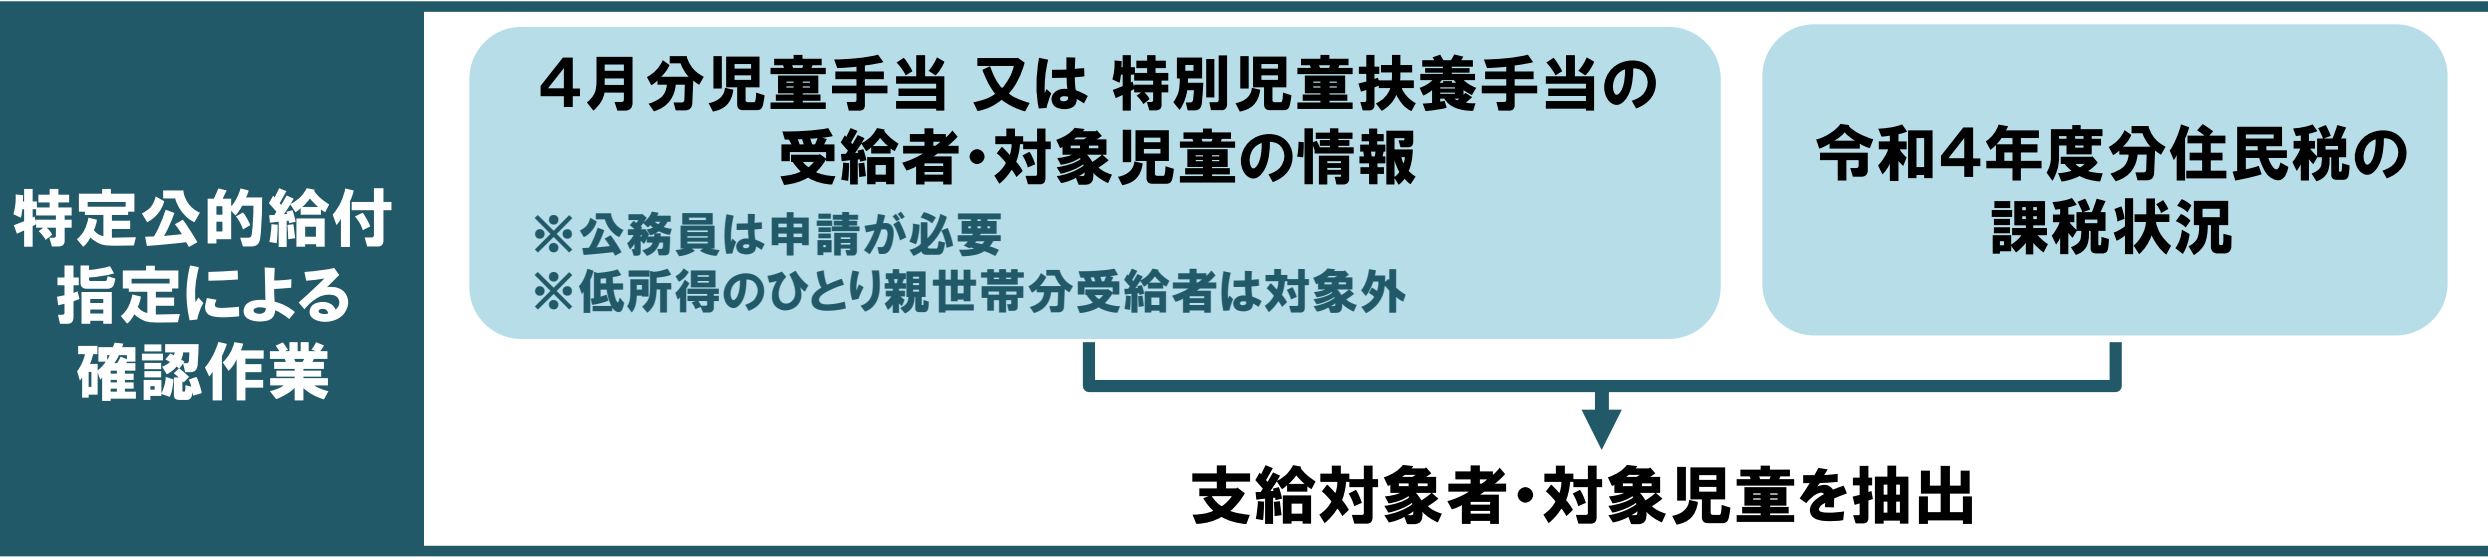 特定公的給付
指定による
確認作業
4月分児童手当 又は 特別児童扶養手当の
受給者・対象児童の情報
※公務員は申請が必要
※低所得のひとり親世帯分受給者は対象外
令和4年度分住民税の
課税状況
支給対象者・対象児童を抽出